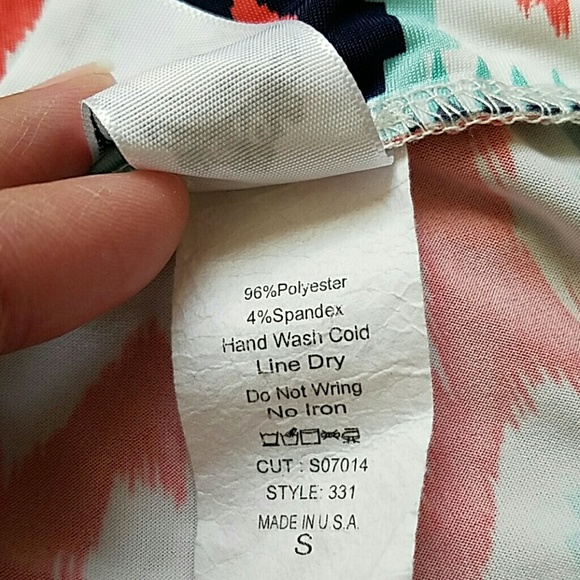 96%Polyester
4%Spandex
Hand Wash Cold
Line Dry
Do Not Wring
No Iron
CUT : S07014
STYLE: 331
MADE IN U.S.A.
S